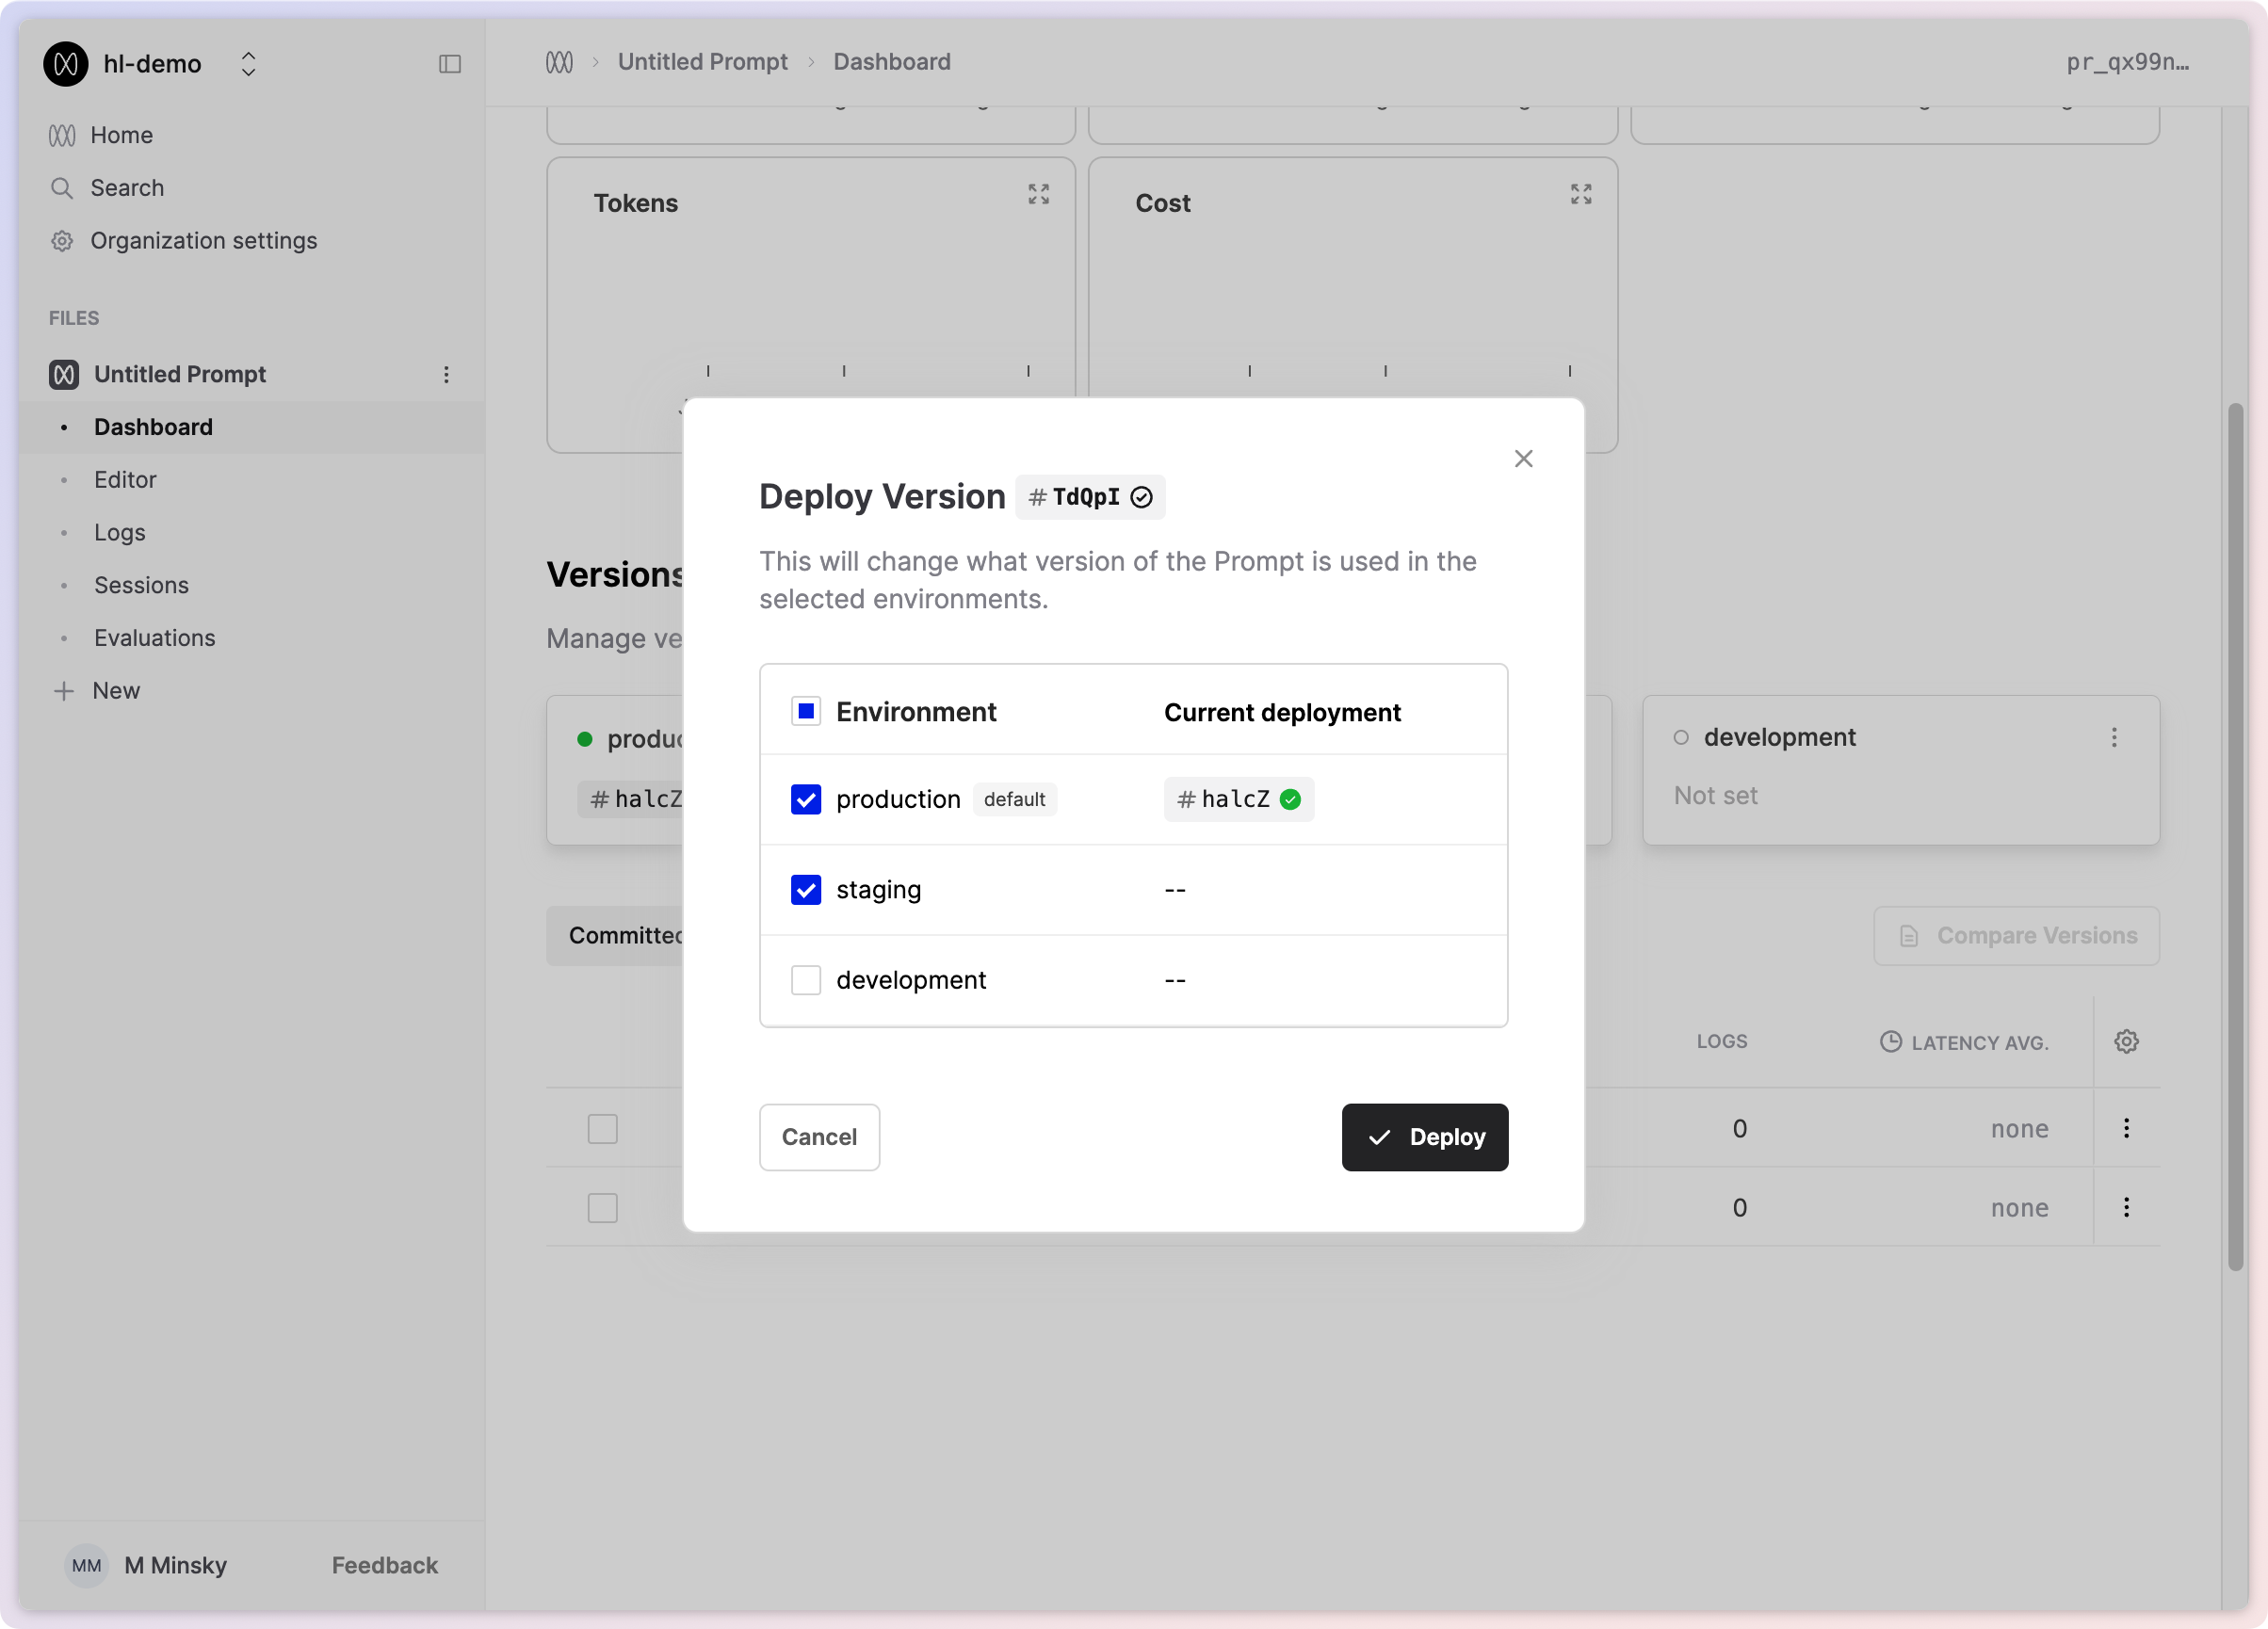 hl-demo
Home
Search
Organization settings
FILES
Untitled Prompt
Dashboard
Editor
Logs
Sessions
Evaluations
New
MM M Minsky Feedback
Untitled Prompt > Dashboard
pr_qx99n…
Tokens
Cost
Versions
Manage ve
produc
#halcZ
development
Not set
Committed
Compare Versions
LOGS LATENCY AVG.
0 none
0 none
Deploy Version #TdQpI
This will change what version of the Prompt is used in the
selected environments.
Environment Current deployment
production default #halcZ
staging --
development --
Cancel Deploy